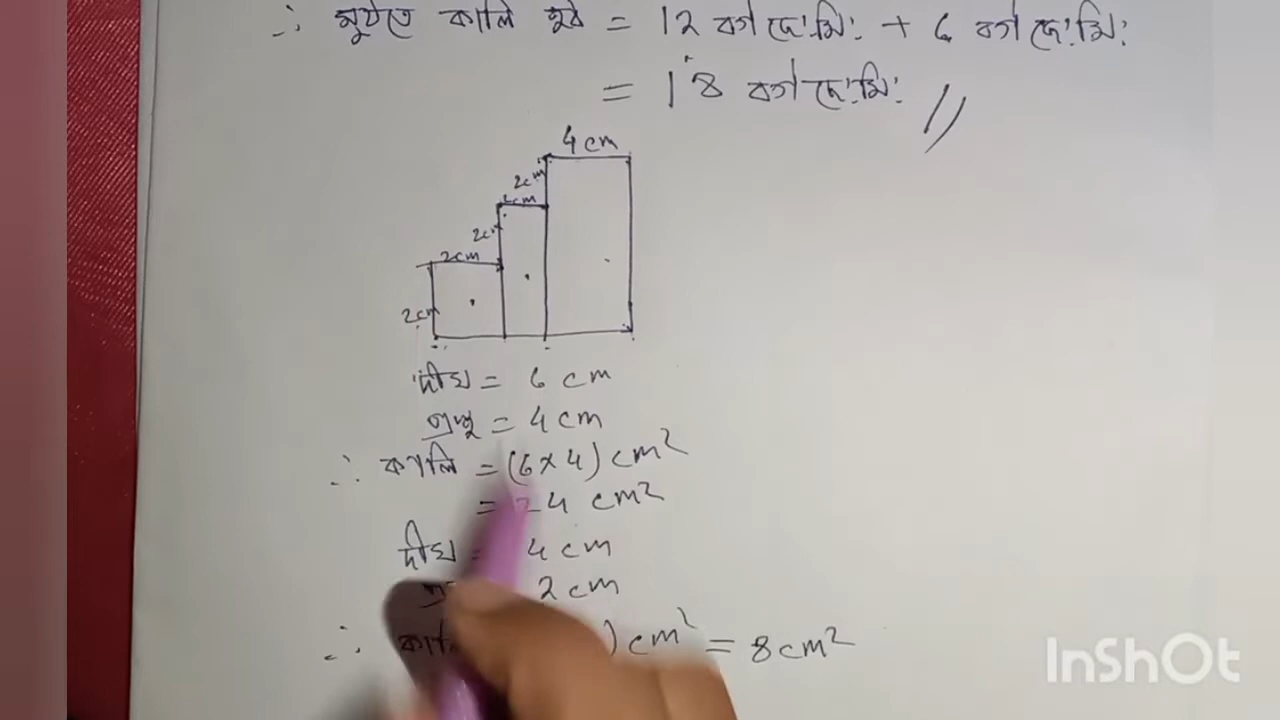 ∴ মুঠতে কালি হ'ব = 12 বৰ্গ ছে:মি: + 6 বৰ্গ ছে:মি:
= 18 বৰ্গ ছে:মি: //
4 cm
2cm
2cm
2cm
2cm
2cm
দীঘ = 6 cm
প্ৰস্থ = 4 cm
∴ কালি = (6×4) cm²
= 24 cm²
দীঘ = 4 cm
2 cm
∴ ) cm² = 8 cm²
InShOt